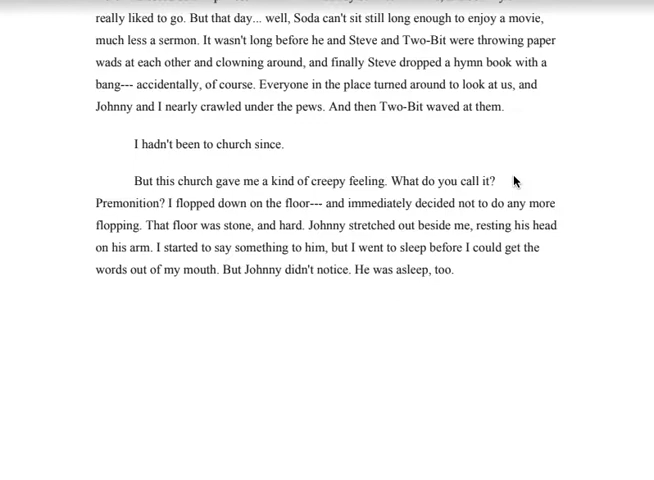 really liked to go. But that day... well, Soda can't sit still long enough to enjoy a movie,
much less a sermon. It wasn't long before he and Steve and Two-Bit were throwing paper
wads at each other and clowning around, and finally Steve dropped a hymn book with a
bang--- accidentally, of course. Everyone in the place turned around to look at us, and
Johnny and I nearly crawled under the pews. And then Two-Bit waved at them.
I hadn't been to church since.
But this church gave me a kind of creepy feeling. What do you call it?
Premonition? I flopped down on the floor--- and immediately decided not to do any more
flopping. That floor was stone, and hard. Johnny stretched out beside me, resting his head
on his arm. I started to say something to him, but I went to sleep before I could get the
words out of my mouth. But Johnny didn't notice. He was asleep, too.